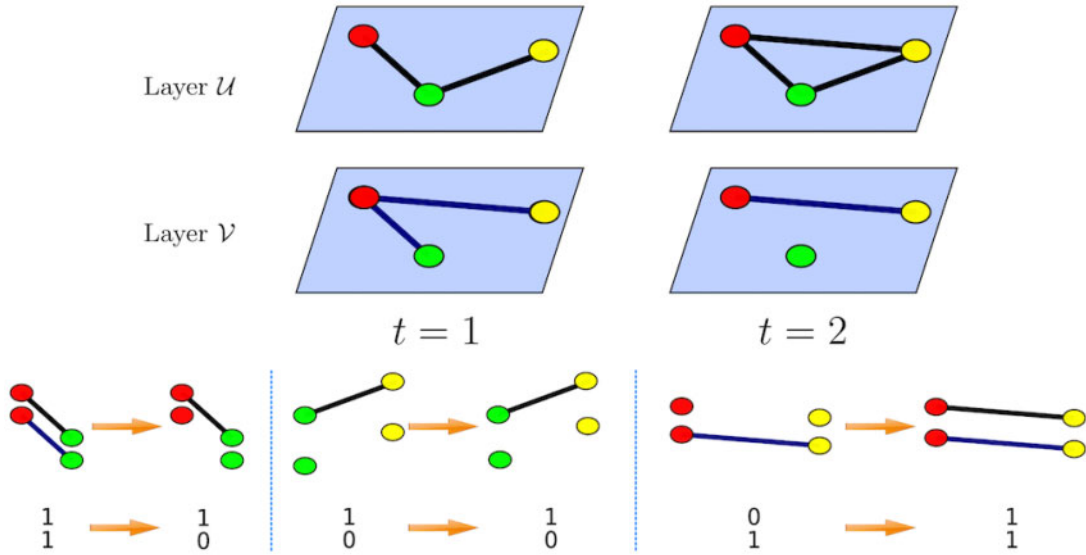 Layer 𝒰
Layer 𝒱
t = 1 t = 2
1 1 1 1 0 1
1 0 0 0 1 1